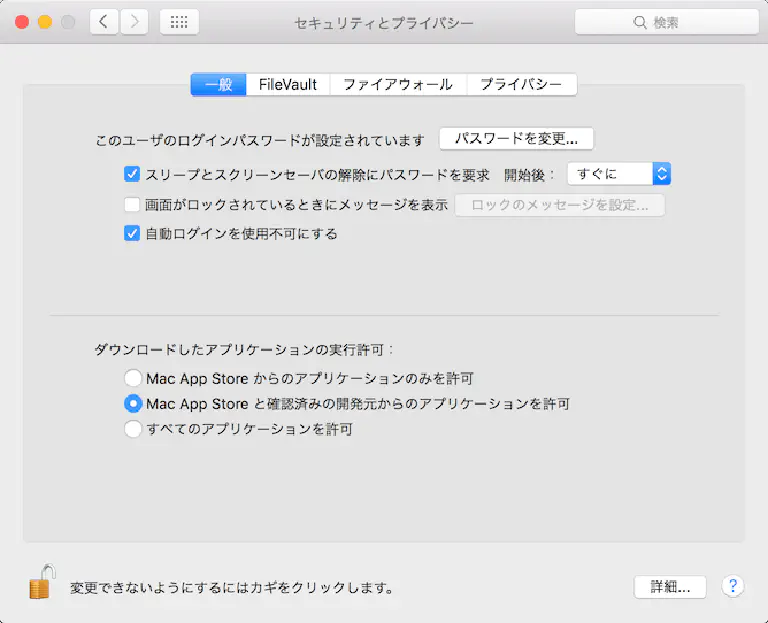 セキュリティとプライバシー
検索
一般 FileVault ファイアウォール プライバシー
このユーザのログインパスワードが設定されています パスワードを変更...
スリープとスクリーンセーバの解除にパスワードを要求 開始後： すぐに
画面がロックされているときにメッセージを表示 ロックのメッセージを設定...
自動ログインを使用不可にする
ダウンロードしたアプリケーションの実行許可：
Mac App Store からのアプリケーションのみを許可
Mac App Store と確認済みの開発元からのアプリケーションを許可
すべてのアプリケーションを許可
変更できないようにするにはカギをクリックします。
詳細... ?